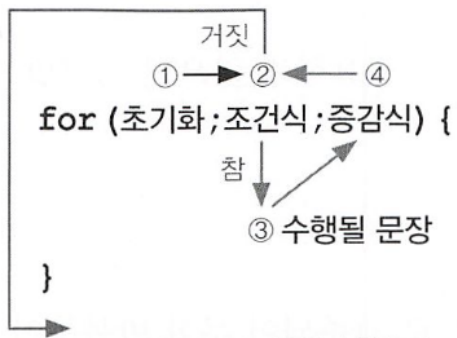 거짓
① ② ④
for (초기화;조건식;증감식) {
참
③ 수행될 문장
}